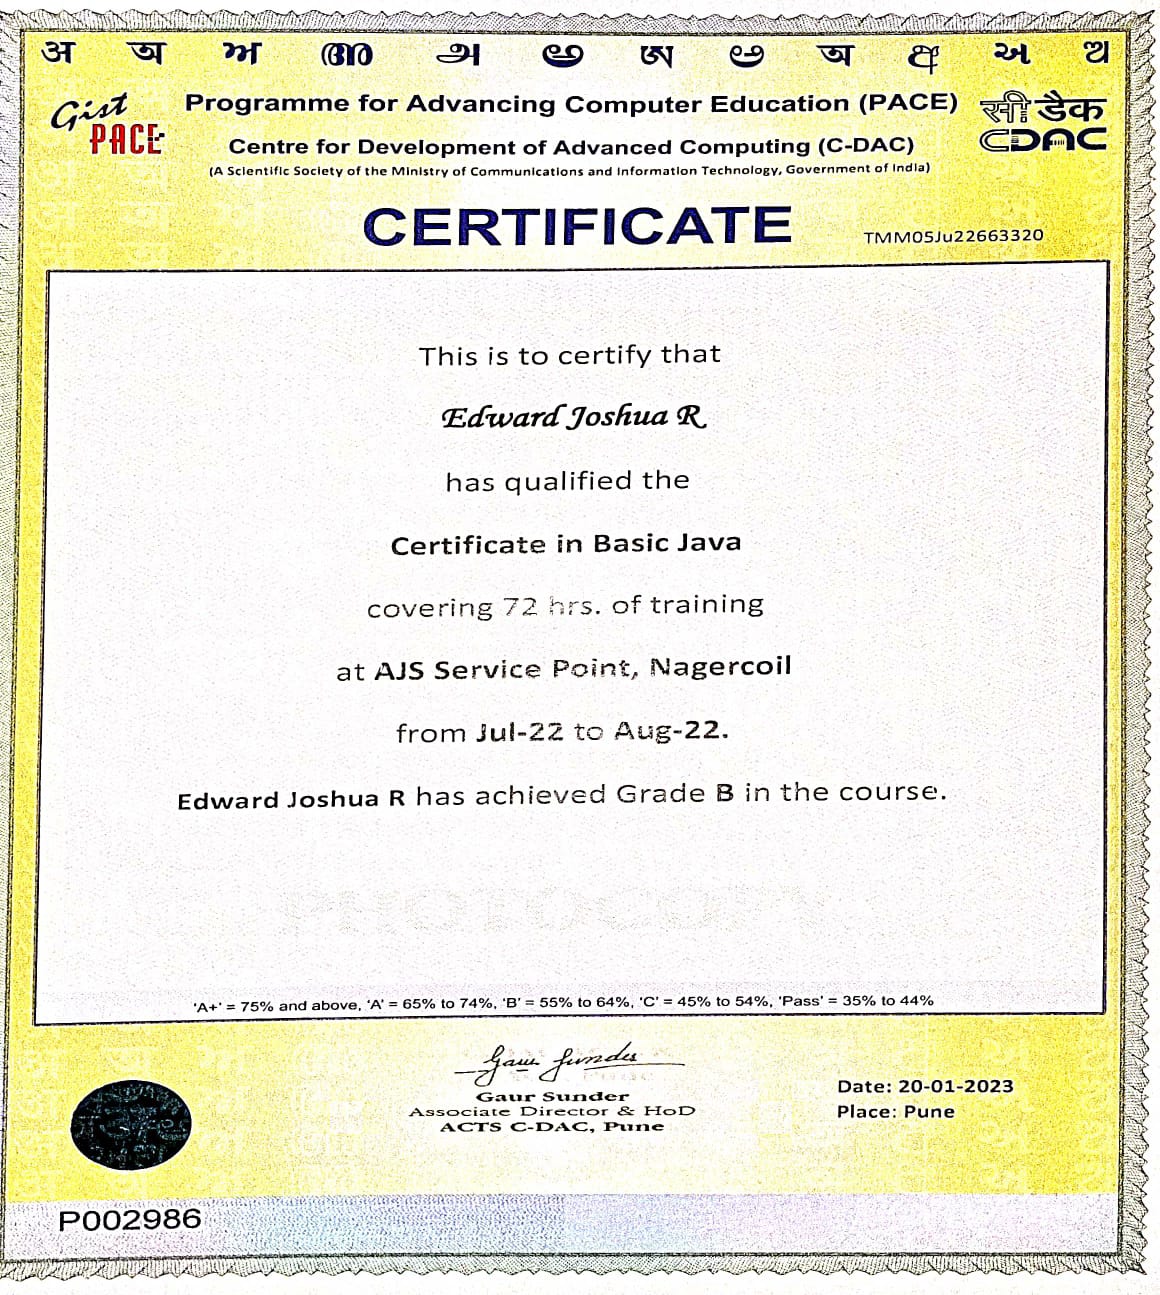 अ অ ਅ അ அ అ অ ಅ अ අ અ ଅ
Gist
PACE
Programme for Advancing Computer Education (PACE)
Centre for Development of Advanced Computing (C-DAC)
(A Scientific Society of the Ministry of Communications and Information Technology, Government of India)
सी डैक
CDAC
CERTIFICATE
TMM05Ju22663320
This is to certify that
Edward Joshua R
has qualified the
Certificate in Basic Java
covering 72 hrs. of training
at AJS Service Point, Nagercoil
from Jul-22 to Aug-22.
Edward Joshua R has achieved Grade B in the course.
PHOTOCOPY
'A+' = 75% and above, 'A' = 65% to 74%, 'B' = 55% to 64%, 'C' = 45% to 54%, 'Pass' = 35% to 44%
Gaur Sunder
Gaur Sunder
Associate Director & HoD
ACTS C-DAC, Pune
Date: 20-01-2023
Place: Pune
P002986